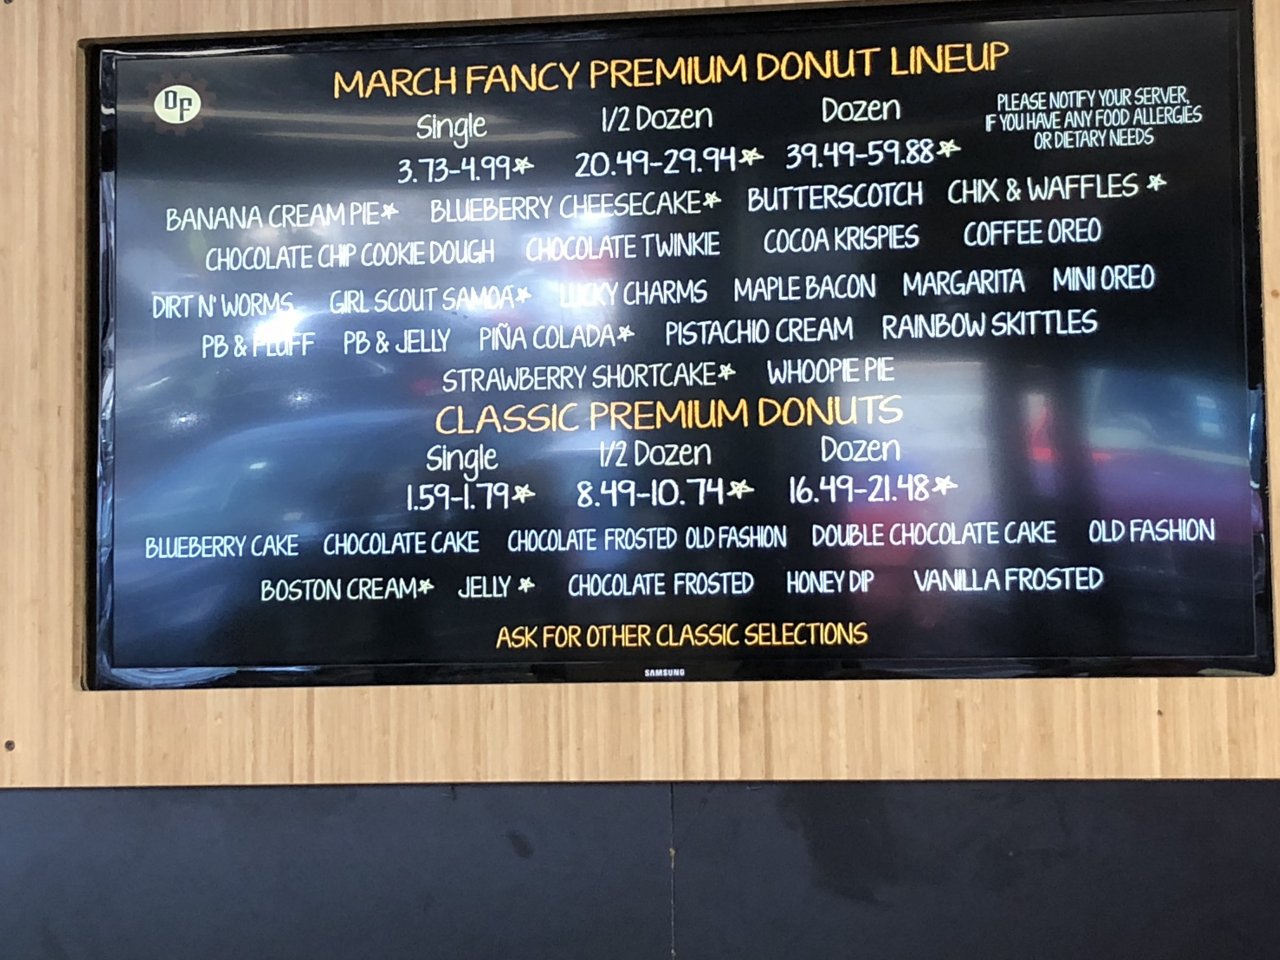 DF
MARCH FANCY PREMIUM DONUT LINEUP
Single 1/2 Dozen Dozen
3.73-4.99* 20.49-29.94* 39.49-59.88*
PLEASE NOTIFY YOUR SERVER,
IF YOU HAVE ANY FOOD ALLERGIES
OR DIETARY NEEDS
BANANA CREAM PIE* BLUEBERRY CHEESECAKE* BUTTERSCOTCH CHIX & WAFFLES *
CHOCOLATE CHIP COOKIE DOUGH CHOCOLATE TWINKIE COCOA KRISPIES COFFEE OREO
DIRT N' WORMS GIRL SCOUT SAMOA* LUCKY CHARMS MAPLE BACON MARGARITA MINI OREO
PB & FLUFF PB & JELLY PIÑA COLADA* PISTACHIO CREAM RAINBOW SKITTLES
STRAWBERRY SHORTCAKE* WHOOPIE PIE
CLASSIC PREMIUM DONUTS
Single 1/2 Dozen Dozen
1.59-1.79* 8.49-10.74* 16.49-21.48*
BLUEBERRY CAKE CHOCOLATE CAKE CHOCOLATE FROSTED OLD FASHION DOUBLE CHOCOLATE CAKE OLD FASHION
BOSTON CREAM* JELLY * CHOCOLATE FROSTED HONEY DIP VANILLA FROSTED
ASK FOR OTHER CLASSIC SELECTIONS
SAMSUNG